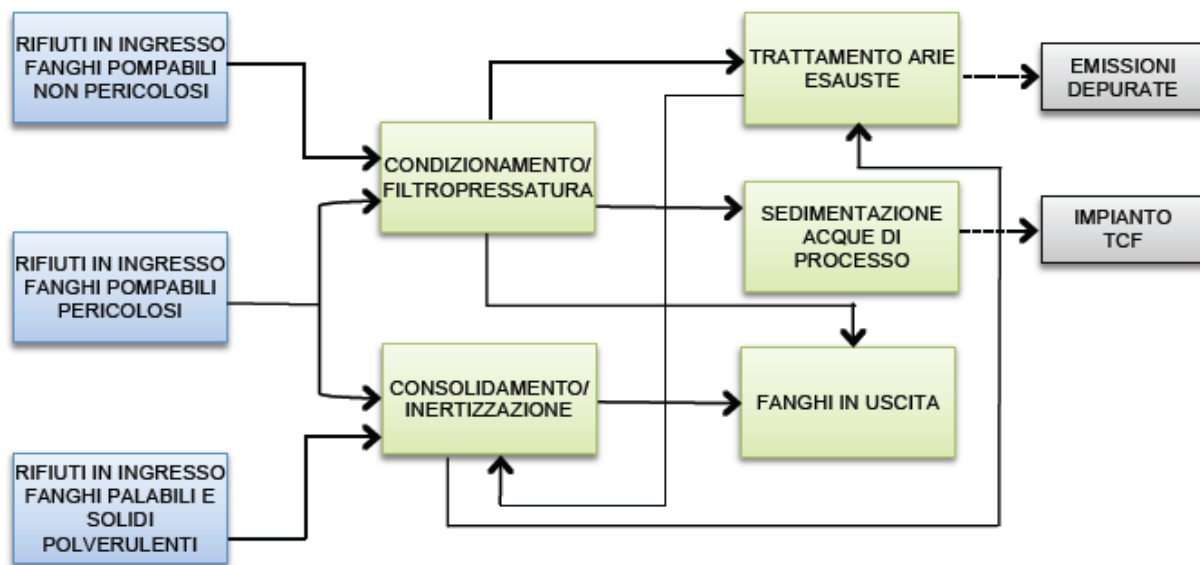 RIFIUTI IN INGRESSO
FANGHI POMPABILI
NON PERICOLOSI
RIFIUTI IN INGRESSO
FANGHI POMPABILI
PERICOLOSI
RIFIUTI IN INGRESSO
FANGHI PALABILI E
SOLIDI
POLVERULENTI
CONDIZIONAMENTO/
FILTROPRESSATURA
CONSOLIDAMENTO/
INERTIZZAZIONE
TRATTAMENTO ARIE
ESAUSTE
SEDIMENTAZIONE
ACQUE DI
PROCESSO
FANGHI IN USCITA
EMISSIONI
DEPURATE
IMPIANTO
TCF